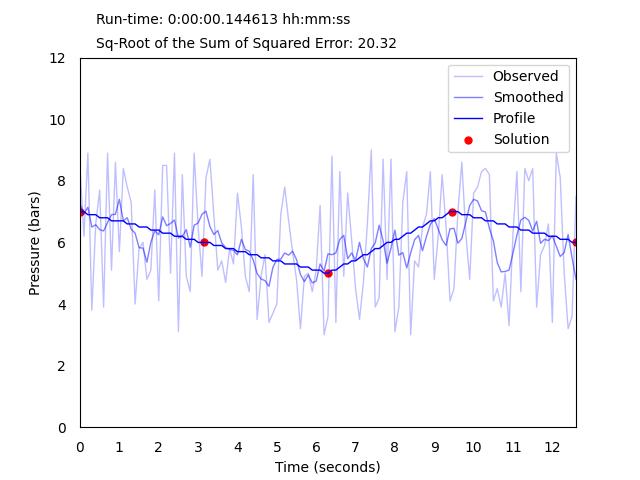 Run-time: 0:00:00.144613 hh:mm:ss
Sq-Root of the Sum of Squared Error: 20.32
Observed
Smoothed
Profile
Solution
Pressure (bars)
12
10
8
6
4
2
0
0 1 2 3 4 5 6 7 8 9 10 11 12
Time (seconds)